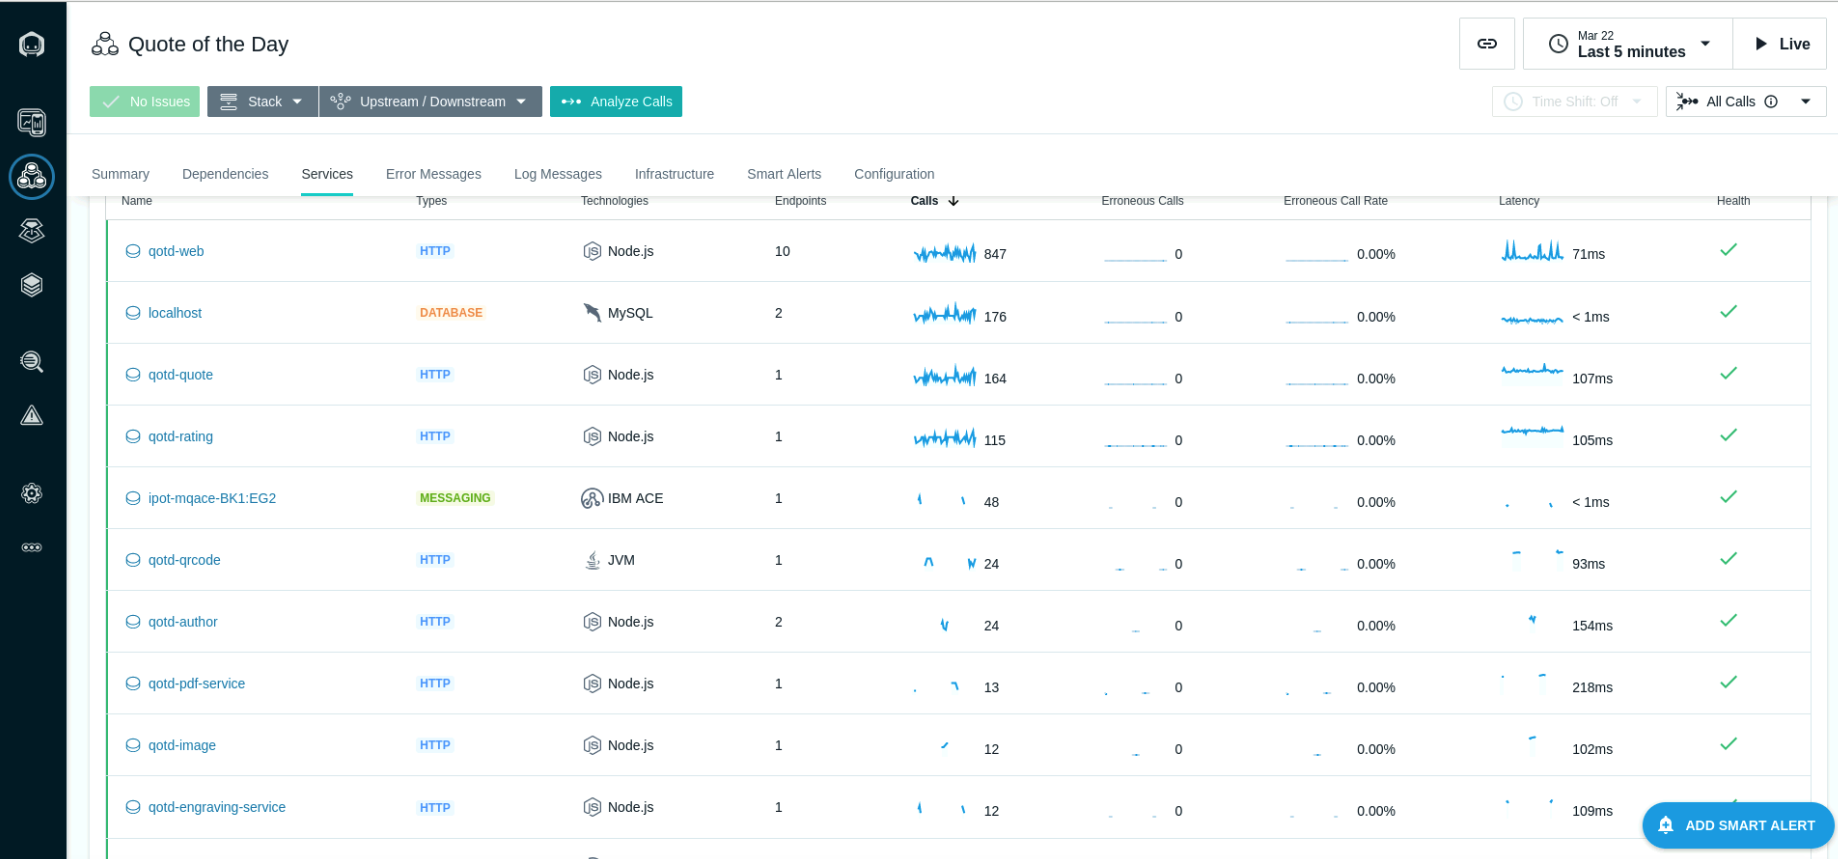 Quote of the Day
Mar 22
Last 5 minutes
Live
No Issues
Stack
Upstream / Downstream
Analyze Calls
Time Shift: Off
All Calls
Summary Dependencies Services Error Messages Log Messages Infrastructure Smart Alerts Configuration
Name Types Technologies Endpoints Calls Erroneous Calls Erroneous Call Rate Latency Health
qotd-web HTTP Node.js 10 847 0 0.00% 71ms
localhost DATABASE MySQL 2 176 0 0.00% < 1ms
qotd-quote HTTP Node.js 1 164 0 0.00% 107ms
qotd-rating HTTP Node.js 1 115 0 0.00% 105ms
ipot-mqace-BK1:EG2 MESSAGING IBM ACE 1 48 0 0.00% < 1ms
qotd-qrcode HTTP JVM 1 24 0 0.00% 93ms
qotd-author HTTP Node.js 2 24 0 0.00% 154ms
qotd-pdf-service HTTP Node.js 1 13 0 0.00% 218ms
qotd-image HTTP Node.js 1 12 0 0.00% 102ms
qotd-engraving-service HTTP Node.js 1 12 0 0.00% 109ms
ADD SMART ALERT